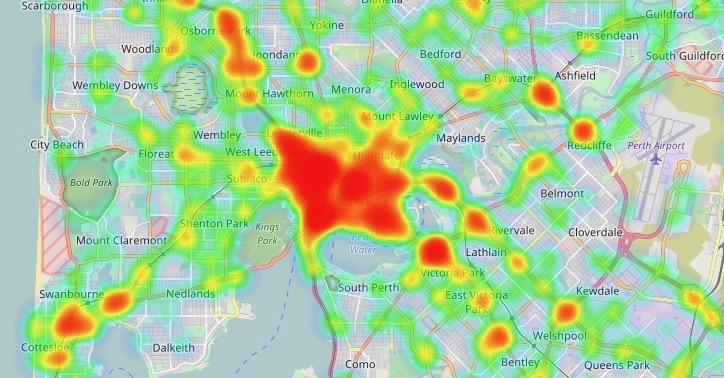 Scarborough
Yokine
Guildford
Osborne Park
Bassendean
Woodlands
Joondanna
Bedford
South Guildford
Ashfield
Wembley Downs
Menora
Inglewood
Bayswater
Mount Hawthorn
Mount Lawley
Wembley
Leederville
Maylands
City Beach
Redcliffe
Perth Airport
Floreat
West Leed
Highgate
Bold Park
Subiaco
Belmont
Shenton Park
Kings
Park
Rivervale
Cloverdale
Mount Claremont
Perth
Water
Lathlain
Victoria Park
South Perth
Swanbourne
Nedlands
East Victoria
Park
Kewdale
Welshpool
Cottesloe
Dalkeith
Como
Bentley
Queens Park